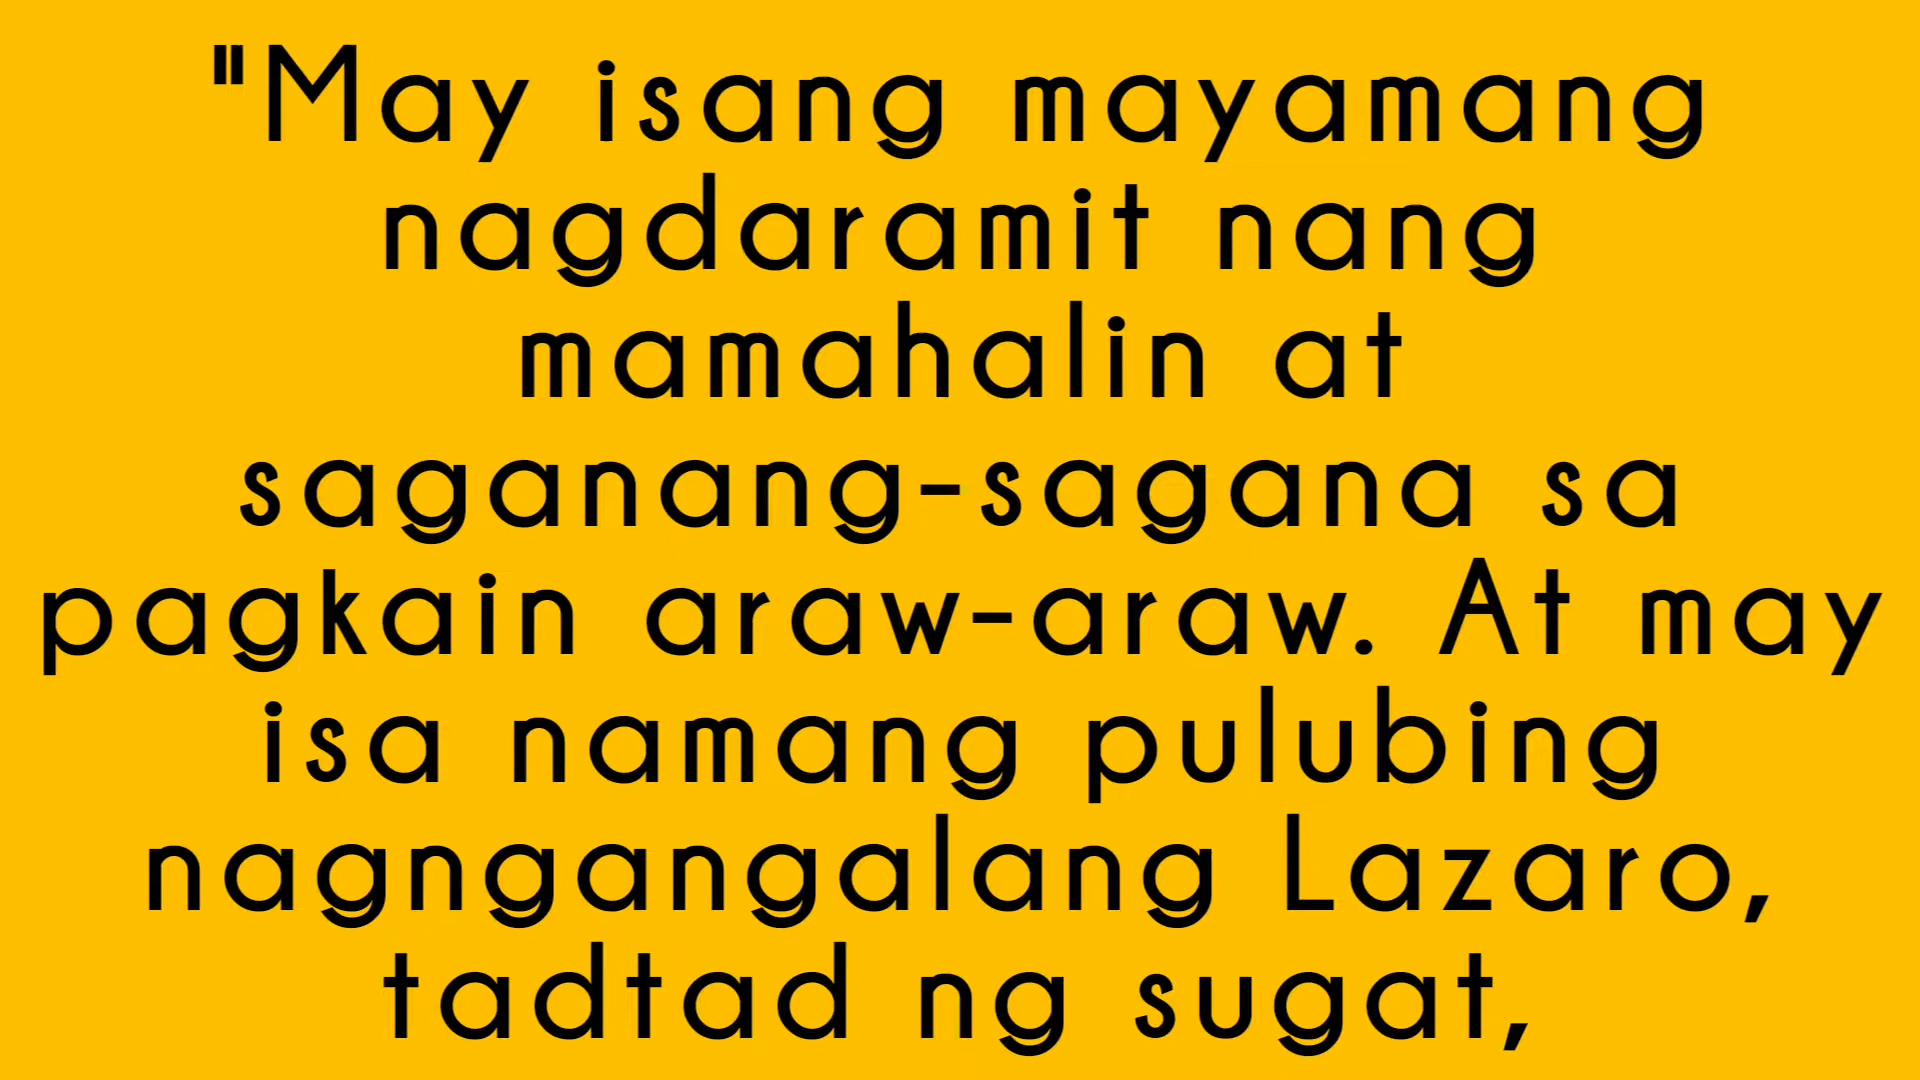 "May isang mayamang
nagdaramit nang
mamahalin at
saganang-sagana sa
pagkain araw-araw. At may
isa namang pulubing
nagngangalang Lazaro,
tadtad ng sugat,